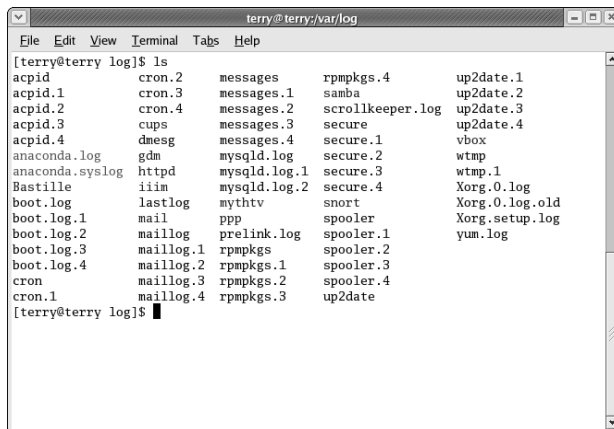 terry@terry:/var/log
File Edit View Terminal Tabs Help
[terry@terry log]$ ls
acpid cron.2 messages rpmpkgs.4 up2date.1
acpid.1 cron.3 messages.1 samba up2date.2
acpid.2 cron.4 messages.2 scrollkeeper.log up2date.3
acpid.3 cups messages.3 secure up2date.4
acpid.4 dmesg messages.4 secure.1 vbox
anaconda.log gdm mysqld.log secure.2 wtmp
anaconda.syslog httpd mysqld.log.1 secure.3 wtmp.1
Bastille iiim mysqld.log.2 secure.4 Xorg.0.log
boot.log lastlog mythtv snort Xorg.0.log.old
boot.log.1 mail ppp spooler Xorg.setup.log
boot.log.2 maillog prelink.log spooler.1 yum.log
boot.log.3 maillog.1 rpmpkgs spooler.2
boot.log.4 maillog.2 rpmpkgs.1 spooler.3
cron maillog.3 rpmpkgs.2 spooler.4
cron.1 maillog.4 rpmpkgs.3 up2date
[terry@terry log]$